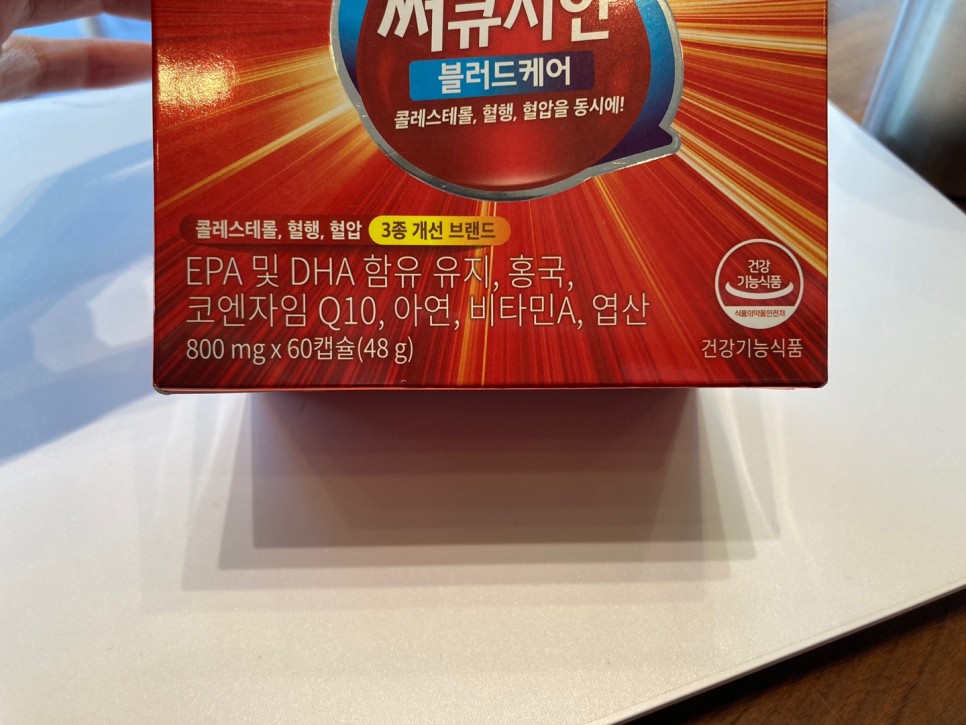 써큐시안
블러드케어
콜레스테롤, 혈행, 혈압을 동시에!
콜레스테롤, 혈행, 혈압 3종 개선 브랜드
EPA 및 DHA 함유 유지, 홍국,
코엔자임 Q10, 아연, 비타민A, 엽산
800 mg x 60캡슐(48 g)
건강
기능식품
식품의약품안전처
건강기능식품